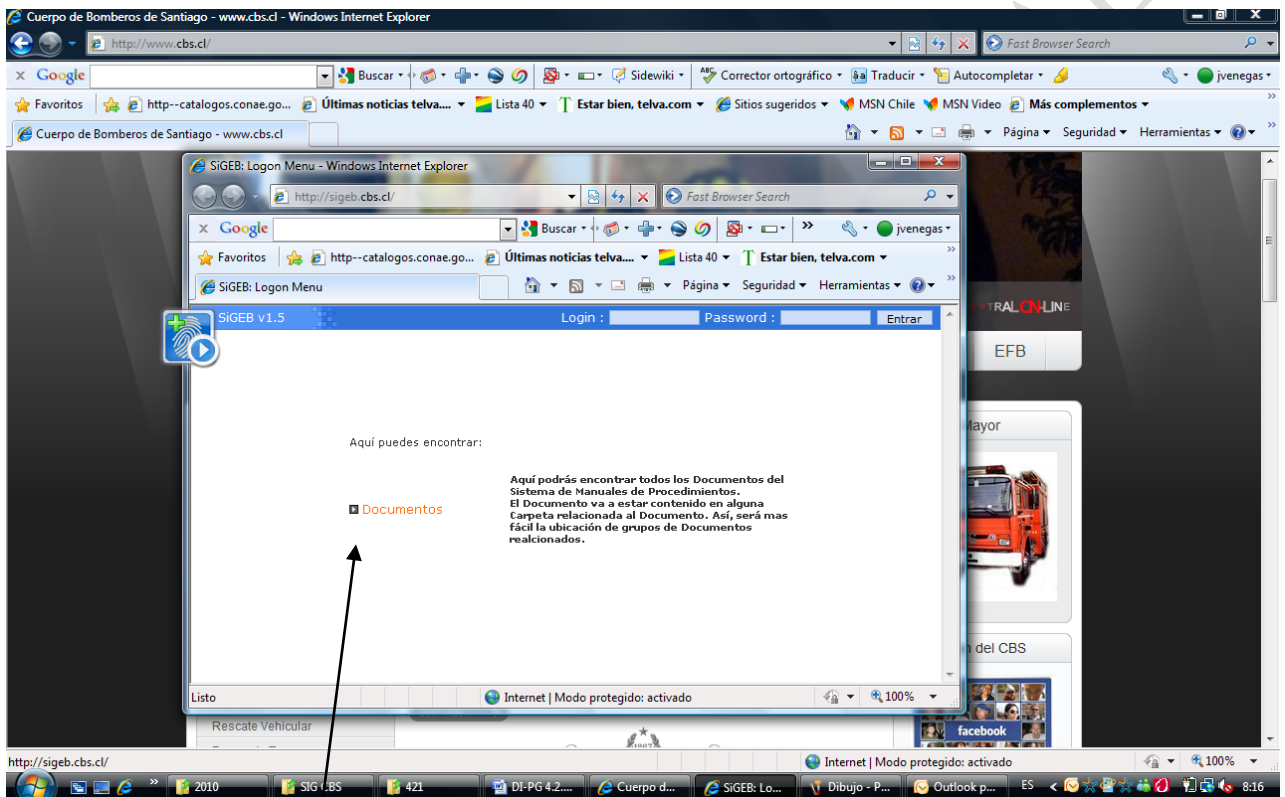 Cuerpo de Bomberos de Santiago - www.cbs.cl - Windows Internet Explorer
http://www.cbs.cl/
Fast Browser Search
x Google Buscar Sidewiki Corrector ortográfico Traducir Autocompletar jvenegas
Favoritos http--catalogos.conae.go... Últimas noticias telva.... Lista 40 Estar bien, telva.com Sitios sugeridos MSN Chile MSN Video Más complementos
Cuerpo de Bomberos de Santiago - www.cbs.cl Página Seguridad Herramientas
SiGEB: Logon Menu - Windows Internet Explorer
http://sigeb.cbs.cl/ Fast Browser Search
x Google Buscar jvenegas
Favoritos http--catalogos.conae.go... Últimas noticias telva.... Lista 40 Estar bien, telva.com
SiGEB: Logon Menu Página Seguridad Herramientas
SiGEB v1.5 Login : Password : Entrar
TRAL ON-LINE
EFB
Mayor
Aquí puedes encontrar:
Documentos
Aquí podrás encontrar todos los Documentos del
Sistema de Manuales de Procedimientos.
El Documento va a estar contenido en alguna
Carpeta relacionada al Documento. Así, será mas
fácil la ubicación de grupos de Documentos
realcionados.
del CBS
facebook
Listo Internet | Modo protegido: activado 100%
Rescate Vehicular
http://sigeb.cbs.cl/ Internet | Modo protegido: activado 100%
2010 SIG CBS 421 DI-PG 4.2.... Cuerpo d... SiGEB: Lo... Dibujo - P... Outlook p... ES 8:16